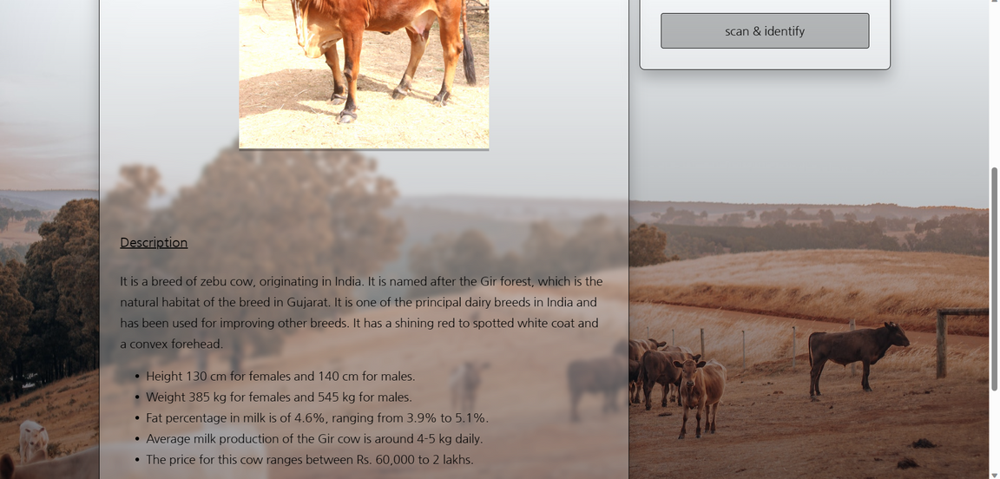 scan & identify
Description
It is a breed of zebu cow, originating in India. It is named after the Gir forest, which is the
natural habitat of the breed in Gujarat. It is one of the principal dairy breeds in India and
has been used for improving other breeds. It has a shining red to spotted white coat and
a convex forehead.
• Height 130 cm for females and 140 cm for males.
• Weight 385 kg for females and 545 kg for males.
• Fat percentage in milk is of 4.6%, ranging from 3.9% to 5.1%.
• Average milk production of the Gir cow is around 4-5 kg daily.
• The price for this cow ranges between Rs. 60,000 to 2 lakhs.